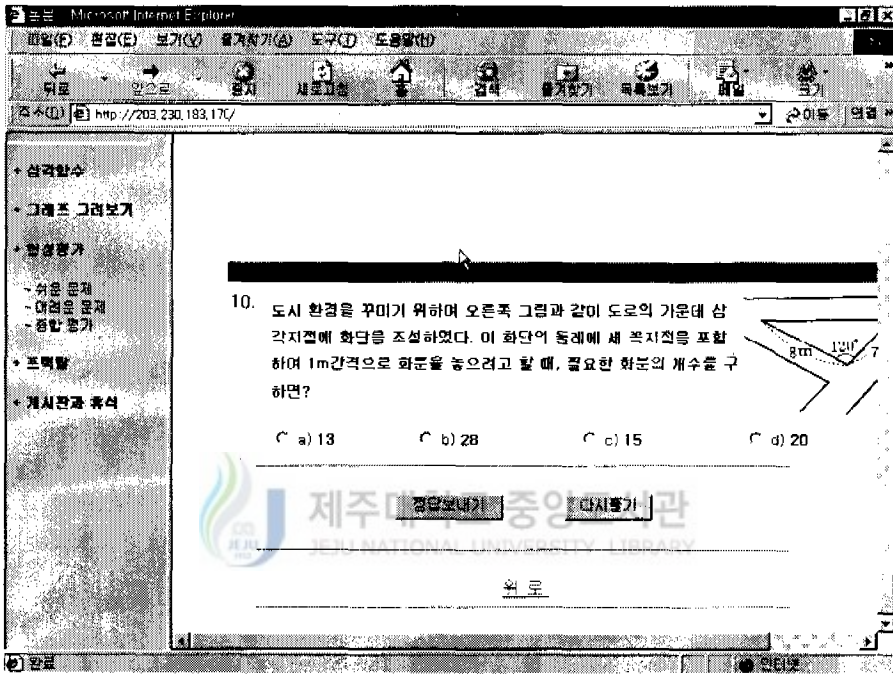 논문 - Microsoft Internet Explorer
파일(F) 편집(E) 보기(V) 즐겨찾기(A) 도구(T) 도움말(H)
뒤로 앞으로 중지 새로고침 홈 검색 즐겨찾기 목록보기 메일 크기
주소(D) http://203.230.183.170/ 이동 연결 »
• 삼각함수
• 그래프 그려보기
• 형성평가
- 쉬운 문제
- 어려운 문제
- 종합 평가
• 프랙탈
• 게시판과 휴식
10. 도시 환경을 꾸미기 위하여 오른쪽 그림과 같이 도로의 가운데 삼
각지점에 화단을 조성하였다. 이 화단의 둘레에 세 꼭지점을 포함
하여 1m간격으로 화분을 놓으려고 할 때, 필요한 화분의 개수를 구
하면?
8m 120° 7
a) 13 b) 28 c) 15 d) 20
정답보내기 다시풀기
제주대학교 중앙도서관
JEJU NATIONAL UNIVERSITY LIBRARY
위 로
완료 인터넷